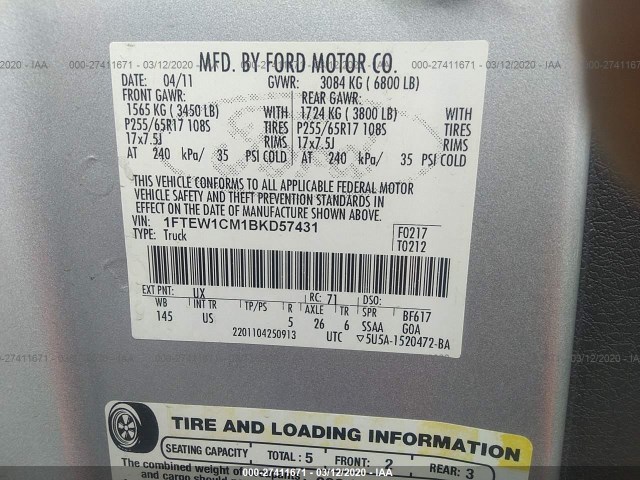 000-27411671 - 03/12/2020 - IAA
MFD. BY FORD MOTOR CO.
DATE: 04/11 GVWR: 3084 KG (6800 LB)
FRONT GAWR: REAR GAWR:
1565 KG (3450 LB) WITH 1724 KG (3800 LB) WITH
P255/65R17 108S TIRES P255/65R17 108S TIRES
17x7.5J RIMS 17x7.5J RIMS
AT 240 kPa/ 35 PSI COLD AT 240 kPa/ 35 PSI COLD
THIS VEHICLE CONFORMS TO ALL APPLICABLE FEDERAL MOTOR
VEHICLE SAFETY AND THEFT PREVENTION STANDARDS IN
EFFECT ON THE DATE OF MANUFACTURE SHOWN ABOVE.
VIN: 1FTEW1CM1BKD57431 F0217
TYPE: Truck T0212
EXT PNT: UX RC: 71 DSO:
WB INT TR TP/PS R AXLE TR SPR BF617
145 US 5 26 6 SSAA GOA
2201104250913 UTC ▽5U5A-1520472-BA
TIRE AND LOADING INFORMATION
SEATING CAPACITY TOTAL: 5 FRONT: 2 REAR: 3
The combined weight of
and cargo should
000-27411671 - 03/12/2020 - IAA